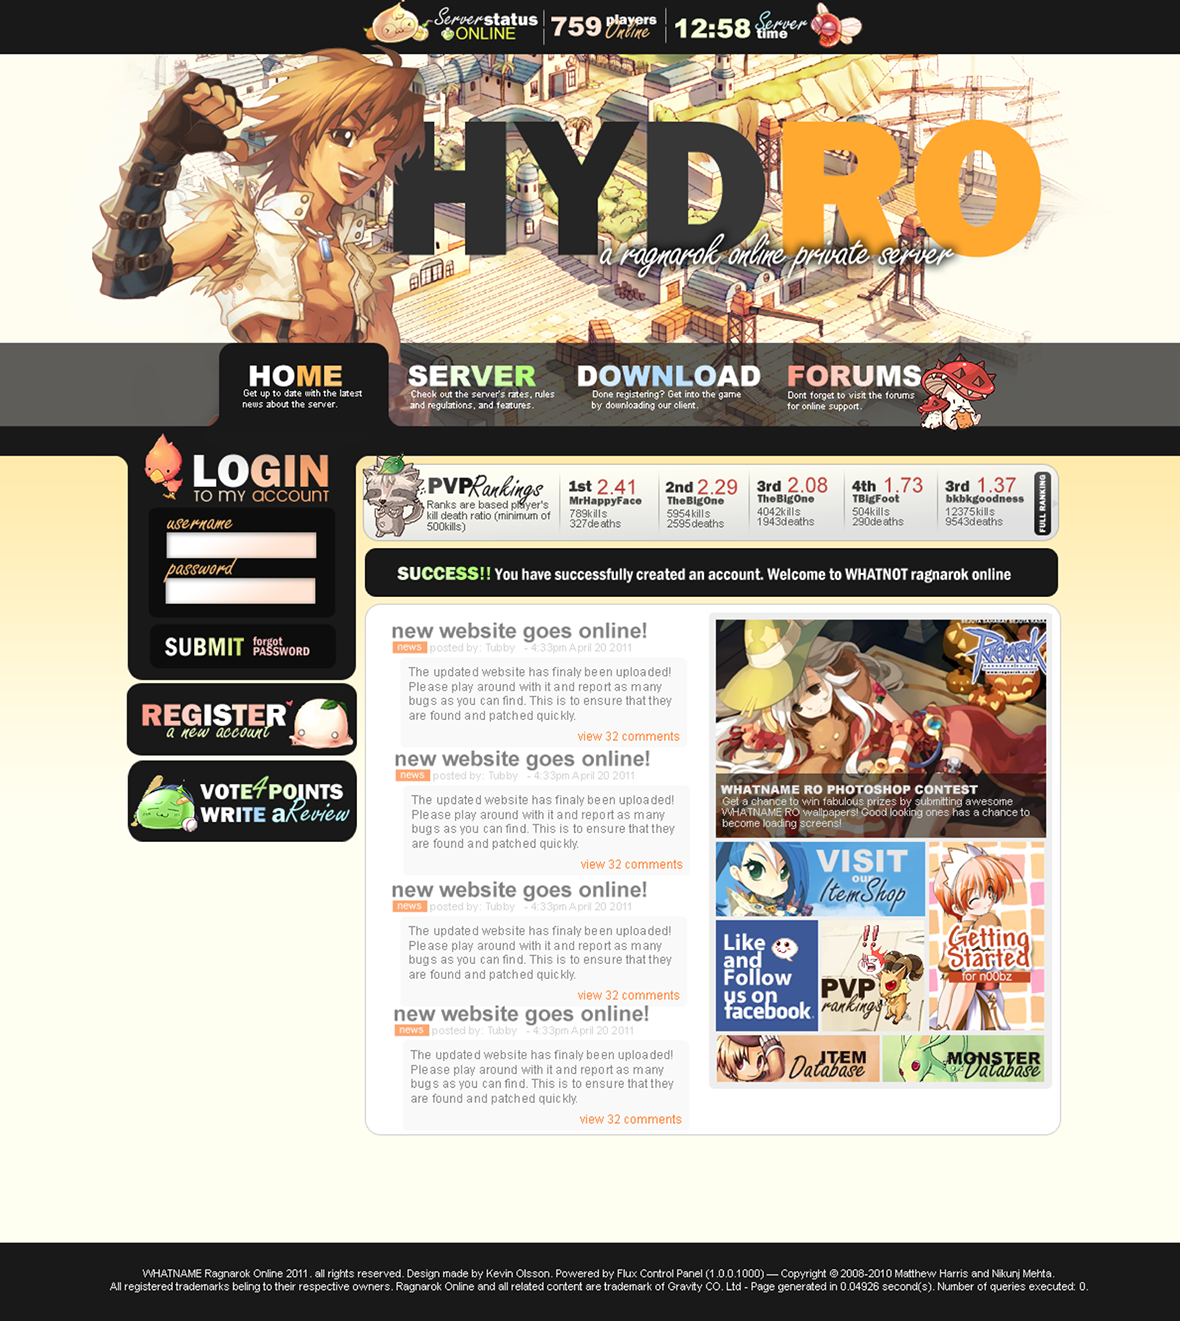 Server status
ONLINE
759 players Online
12:58 Server time
HYDRO
a ragnarok online private server
HOME
Get up to date with the latest
news about the server.
SERVER
Check out the server's rates, rules
and regulations, and features.
DOWNLOAD
Done registering? Get into the game
by downloading our client.
FORUMS
Dont forget to visit the forums
for online support.
LOGIN
TO MY ACCOUNT
username
password
SUBMIT
forgot
PASSWORD
REGISTER
a new account
VOTE4POINTS
WRITE a Review
PVP Rankings
Ranks are based player's
kill death ratio (minimum of
500kills)
1st 2.41
MrHappyFace
789kills
327deaths
2nd 2.29
TheBigOne
5954kills
2595deaths
3rd 2.08
TheBigOne
4042kills
1943deaths
4th 1.73
TBigFoot
504kills
290deaths
3rd 1.37
bkbkgoodness
12375kills
9543deaths
FULL RANKING
SUCCESS!! You have successfully created an account. Welcome to WHATNOT ragnarok online
new website goes online!
news posted by: Tubby - 4:33pm April 20 2011
The updated website has finaly been uploaded!
Please play around with it and report as many
bugs as you can find. This is to ensure that they
are found and patched quickly.
view 32 comments
new website goes online!
news posted by: Tubby - 4:33pm April 20 2011
The updated website has finaly been uploaded!
Please play around with it and report as many
bugs as you can find. This is to ensure that they
are found and patched quickly.
view 32 comments
new website goes online!
news posted by: Tubby - 4:33pm April 20 2011
The updated website has finaly been uploaded!
Please play around with it and report as many
bugs as you can find. This is to ensure that they
are found and patched quickly.
view 32 comments
new website goes online!
news posted by: Tubby - 4:33pm April 20 2011
The updated website has finaly been uploaded!
Please play around with it and report as many
bugs as you can find. This is to ensure that they
are found and patched quickly.
view 32 comments
RAGNAROK
WHATNAME RO PHOTOSHOP CONTEST
Get a chance to win fabulous prizes by submitting awesome
WHATNAME RO wallpapers! Good looking ones has a chance to
become loading screens!
VISIT
our
ItemShop
Getting
Started
for n00bz
Like
and
Follow
us on
facebook.
!!
PVP
rankings
ITEM
Database
MONSTER
Database
WHATNAME Ragnarok Online 2011. all rights reserved. Design made by Kevin Olsson. Powered by Flux Control Panel (1.0.0.1000) — Copyright © 2008-2010 Matthew Harris and Nikunj Mehta.
All registered trademarks beling to their respective owners. Ragnarok Online and all related content are trademark of Gravity CO. Ltd - Page generated in 0.04926 second(s). Number of queries executed: 0.